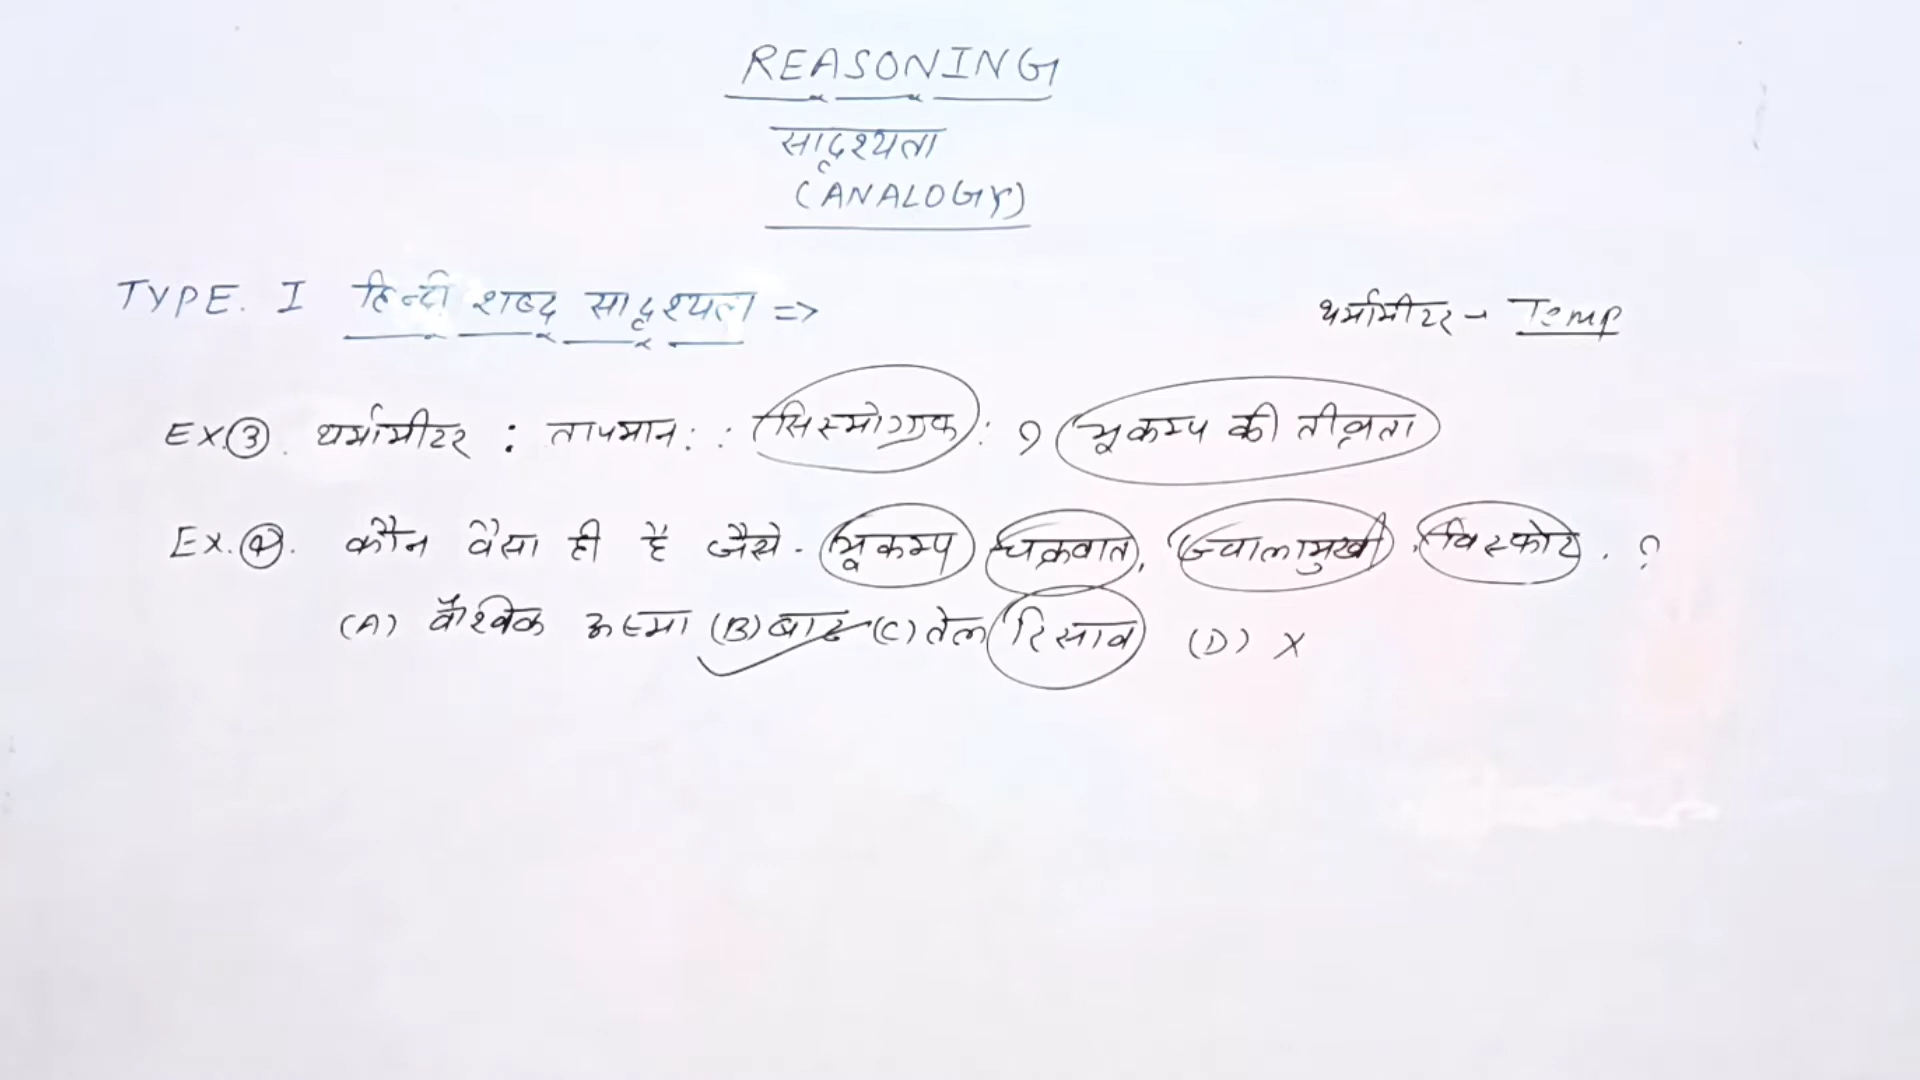 REASONING
सादृश्यता
(ANALOGY)
TYPE. I हिन्दी शब्द सादृश्यता =>
थर्मामीटर - Temp
EX.③. थर्मामीटर : तापमान : : सिस्मोग्राफ : ? भूकम्प की तीव्रता
EX.④. कौन वैसा ही है जैसे - भूकम्प चक्रवात, ज्वालामुखी, विस्फोट. ?
(A) वैश्विक ऊष्मा (B) बाढ़ (C) तेल रिसाव (D) X